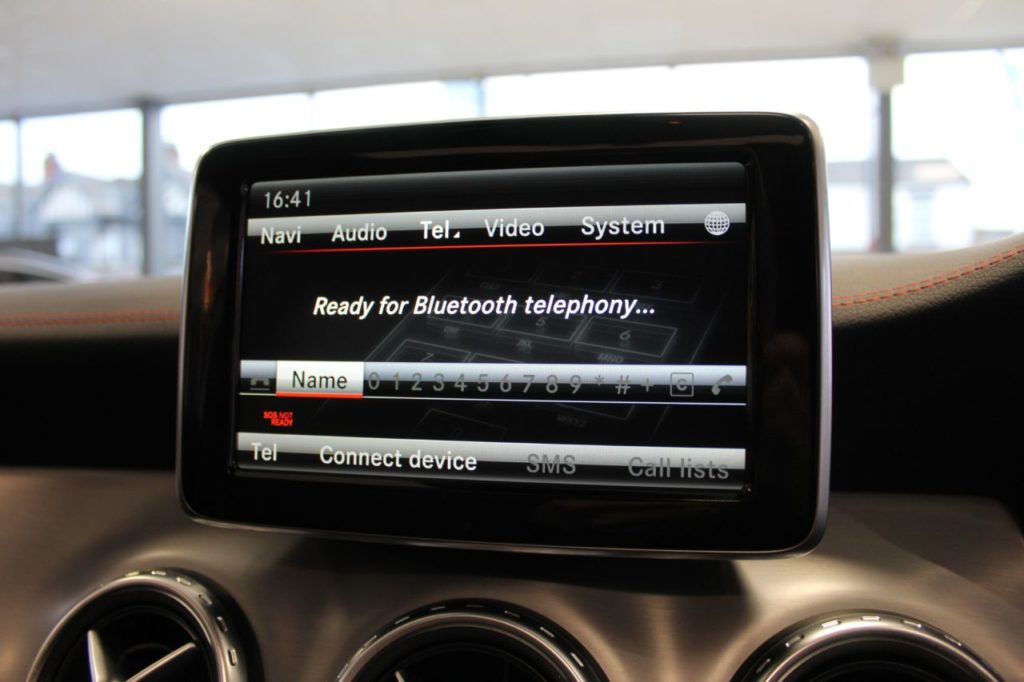 16:41
Navi Audio Tel Video System
Ready for Bluetooth telephony...
Name 0 1 2 3 4 5 6 7 8 9 * # + C
SOS NOT
READY
Tel Connect device SMS Call lists